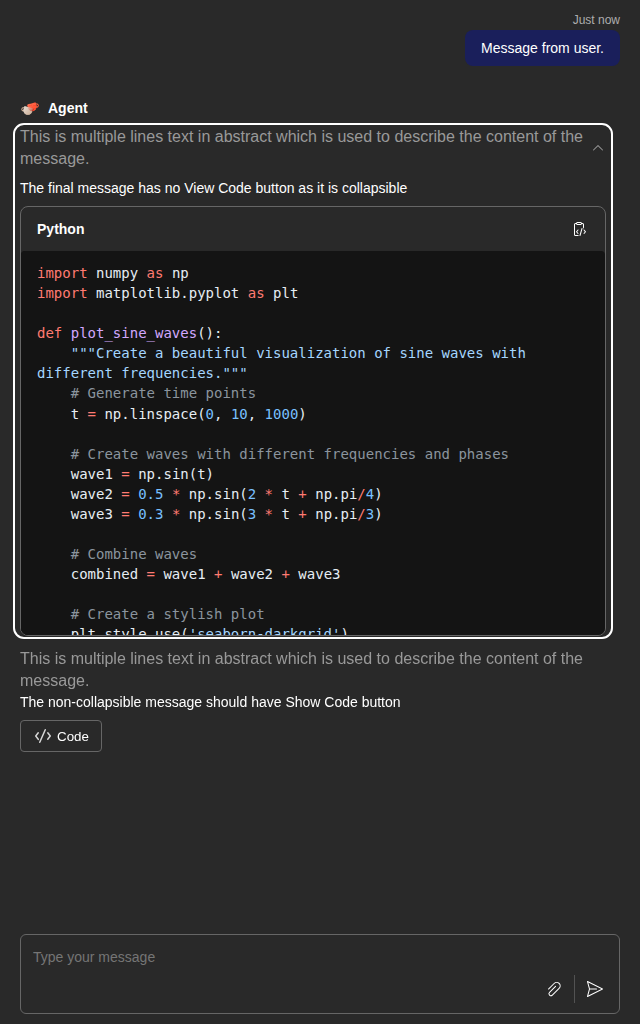 Just now
Message from user.
Agent
This is multiple lines text in abstract which is used to describe the content of the
message.
The final message has no View Code button as it is collapsible
Python
import numpy as np
import matplotlib.pyplot as plt
def plot_sine_waves():
    """Create a beautiful visualization of sine waves with
different frequencies."""
    # Generate time points
    t = np.linspace(0, 10, 1000)
    # Create waves with different frequencies and phases
    wave1 = np.sin(t)
    wave2 = 0.5 * np.sin(2 * t + np.pi/4)
    wave3 = 0.3 * np.sin(3 * t + np.pi/3)
    # Combine waves
    combined = wave1 + wave2 + wave3
    # Create a stylish plot
    plt.style.use('seaborn-darkgrid')
This is multiple lines text in abstract which is used to describe the content of the
message.
The non-collapsible message should have Show Code button
Code
Type your message